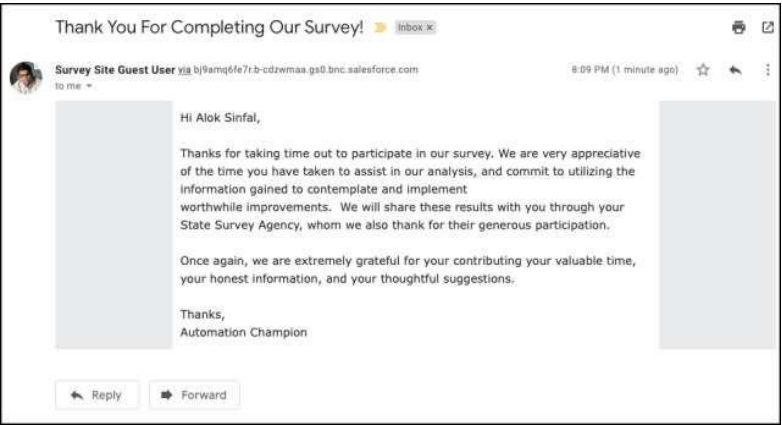 Thank You For Completing Our Survey! Inbox x
Survey Site Guest User via bj9amq6fe7r.b-cdzwmaa.gs0.bnc.salesforce.com 8:09 PM (1 minute ago)
to me
Hi Alok Sinfal,
Thanks for taking time out to participate in our survey. We are very appreciative
of the time you have taken to assist in our analysis, and commit to utilizing the
information gained to contemplate and implement
worthwhile improvements. We will share these results with you through your
State Survey Agency, whom we also thank for their generous participation.
Once again, we are extremely grateful for your contributing your valuable time,
your honest information, and your thoughtful suggestions.
Thanks,
Automation Champion
Reply Forward